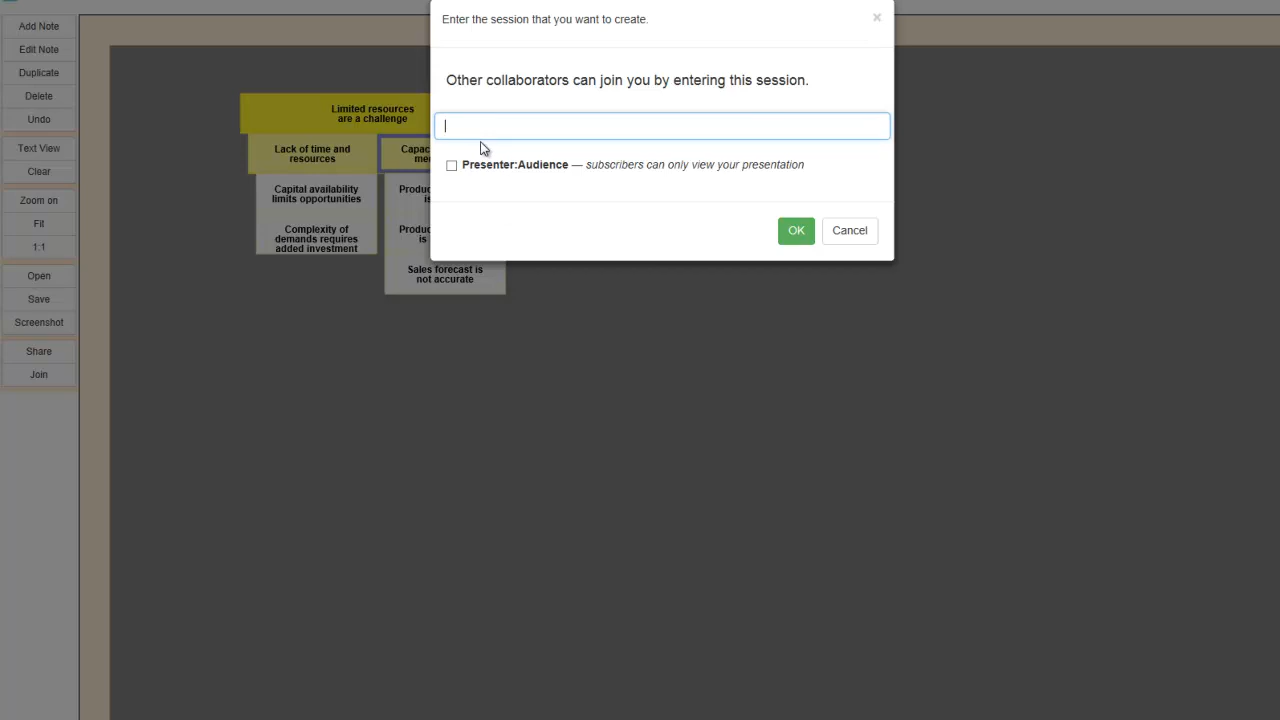 Add Note
Edit Note
Duplicate
Delete
Undo
Text View
Clear
Zoom on
Fit
1:1
Open
Save
Screenshot
Share
Join
Limited resources
are a challenge
Lack of time and
resources
Capital availability
limits opportunities
Complexity of
demands requires
added investment
Sales forecast is
not accurate
Enter the session that you want to create.
×
Other collaborators can join you by entering this session.
Presenter:Audience — subscribers can only view your presentation
OK
Cancel